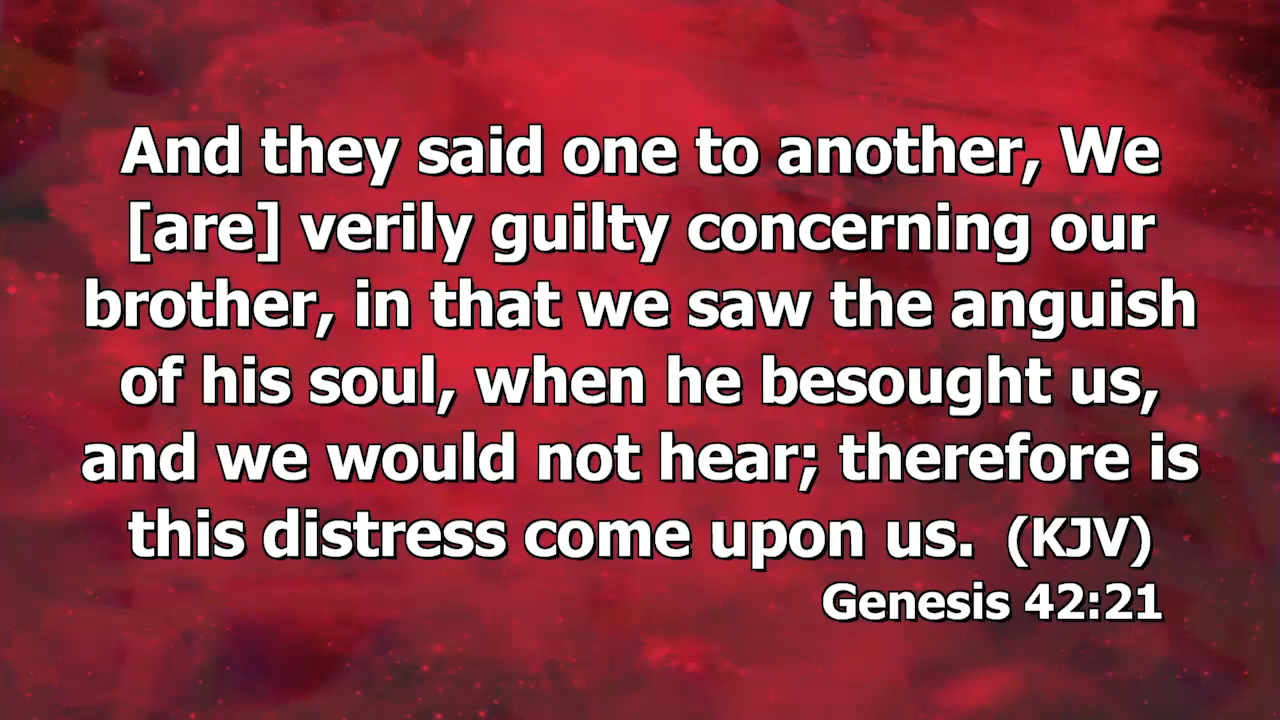 And they said one to another, We
[are] verily guilty concerning our
brother, in that we saw the anguish
of his soul, when he besought us,
and we would not hear; therefore is
this distress come upon us. (KJV)
Genesis 42:21